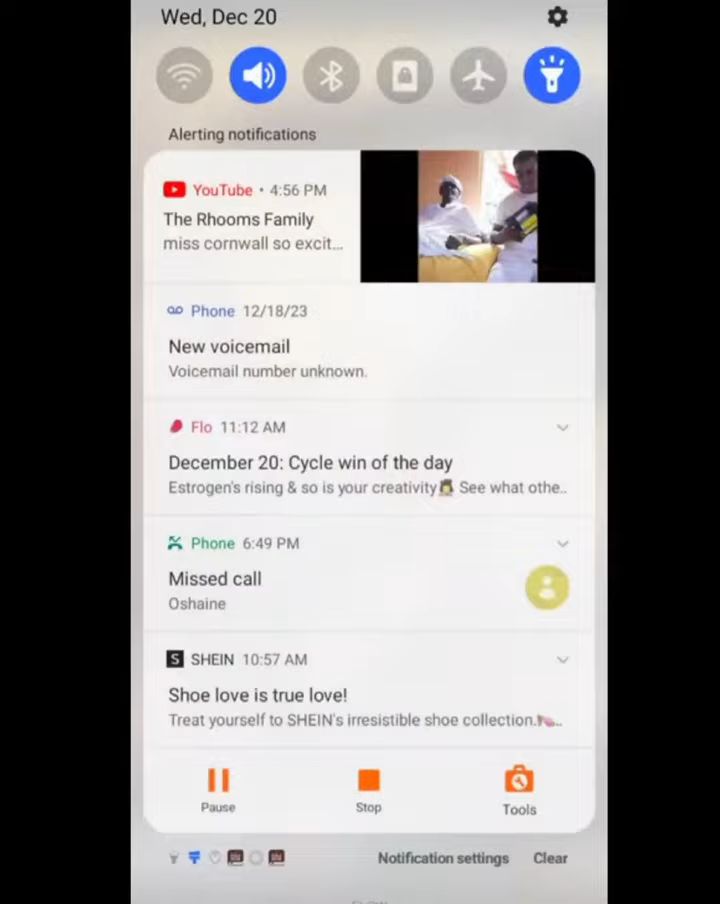 Wed, Dec 20
Alerting notifications
YouTube • 4:56 PM
The Rhooms Family
miss cornwall so excit...
Phone 12/18/23
New voicemail
Voicemail number unknown.
Flo 11:12 AM
December 20: Cycle win of the day
Estrogen's rising & so is your creativity🧟‍♀️ See what othe..
Phone 6:49 PM
Missed call
Oshaine
S SHEIN 10:57 AM
Shoe love is true love!
Treat yourself to SHEIN's irresistible shoe collection.👠..
Pause Stop Tools
Notification settings Clear